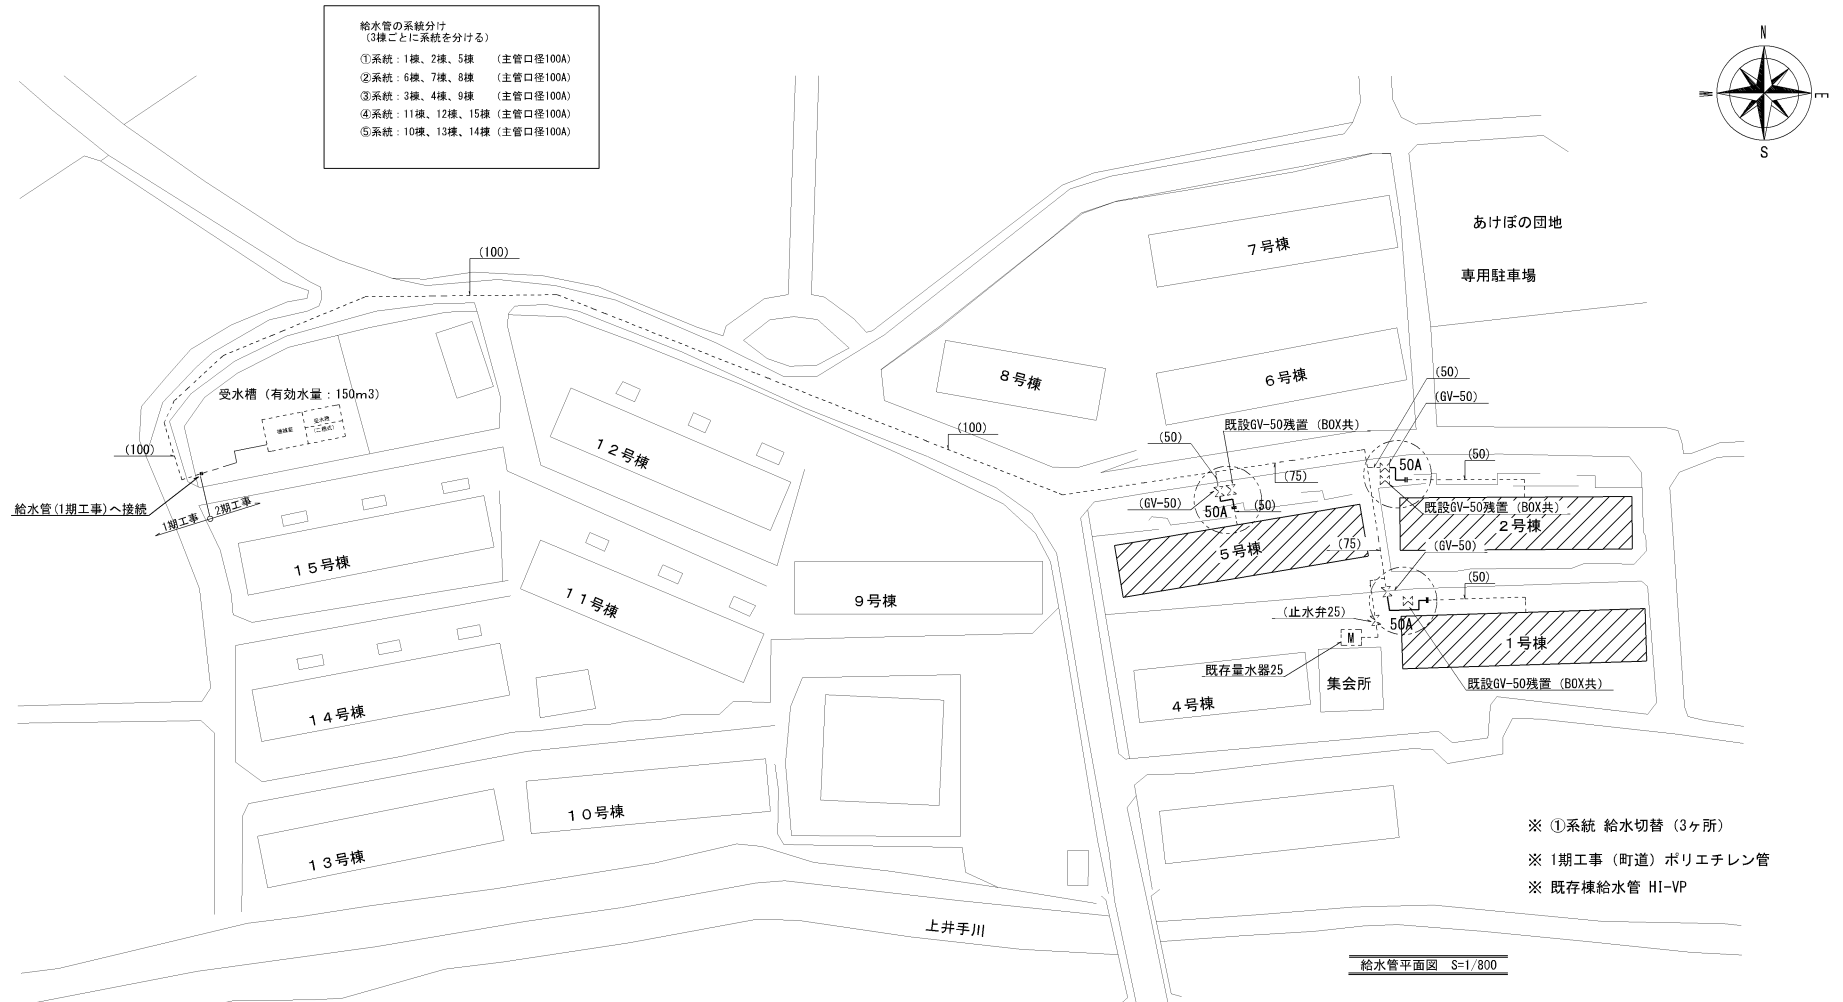 給水管の系統分け
(3棟ごとに系統を分ける)
①系統:1棟、2棟、5棟 (主管口径100A)
②系統:6棟、7棟、8棟 (主管口径100A)
③系統:3棟、4棟、9棟 (主管口径100A)
④系統:11棟、12棟、15棟 (主管口径100A)
⑤系統:10棟、13棟、14棟 (主管口径100A)
N
W
E
S
あけぼの団地
専用駐車場
7号棟
6号棟
8号棟
(100)
受水槽 (有効水量:150m3)
機械室
受水槽
(二槽式)
(100)
給水管(1期工事)へ接続
1期工事
2期工事
12号棟
15号棟
11号棟
9号棟
14号棟
10号棟
13号棟
(100)
(50)
既設GV-50残置 (BOX共)
(50)
(GV-50)
(75)
50A
(50)
(GV-50)
50A
(50)
既設GV-50残置 (BOX共)
2号棟
5号棟
(75)
(GV-50)
(50)
(止水弁25)
50A
M
1号棟
既存量水器25
集会所
既設GV-50残置 (BOX共)
4号棟
※ ①系統 給水切替 (3ヶ所)
※ 1期工事 (町道) ポリエチレン管
※ 既存棟給水管 HI-VP
上井手川
給水管平面図 S=1/800